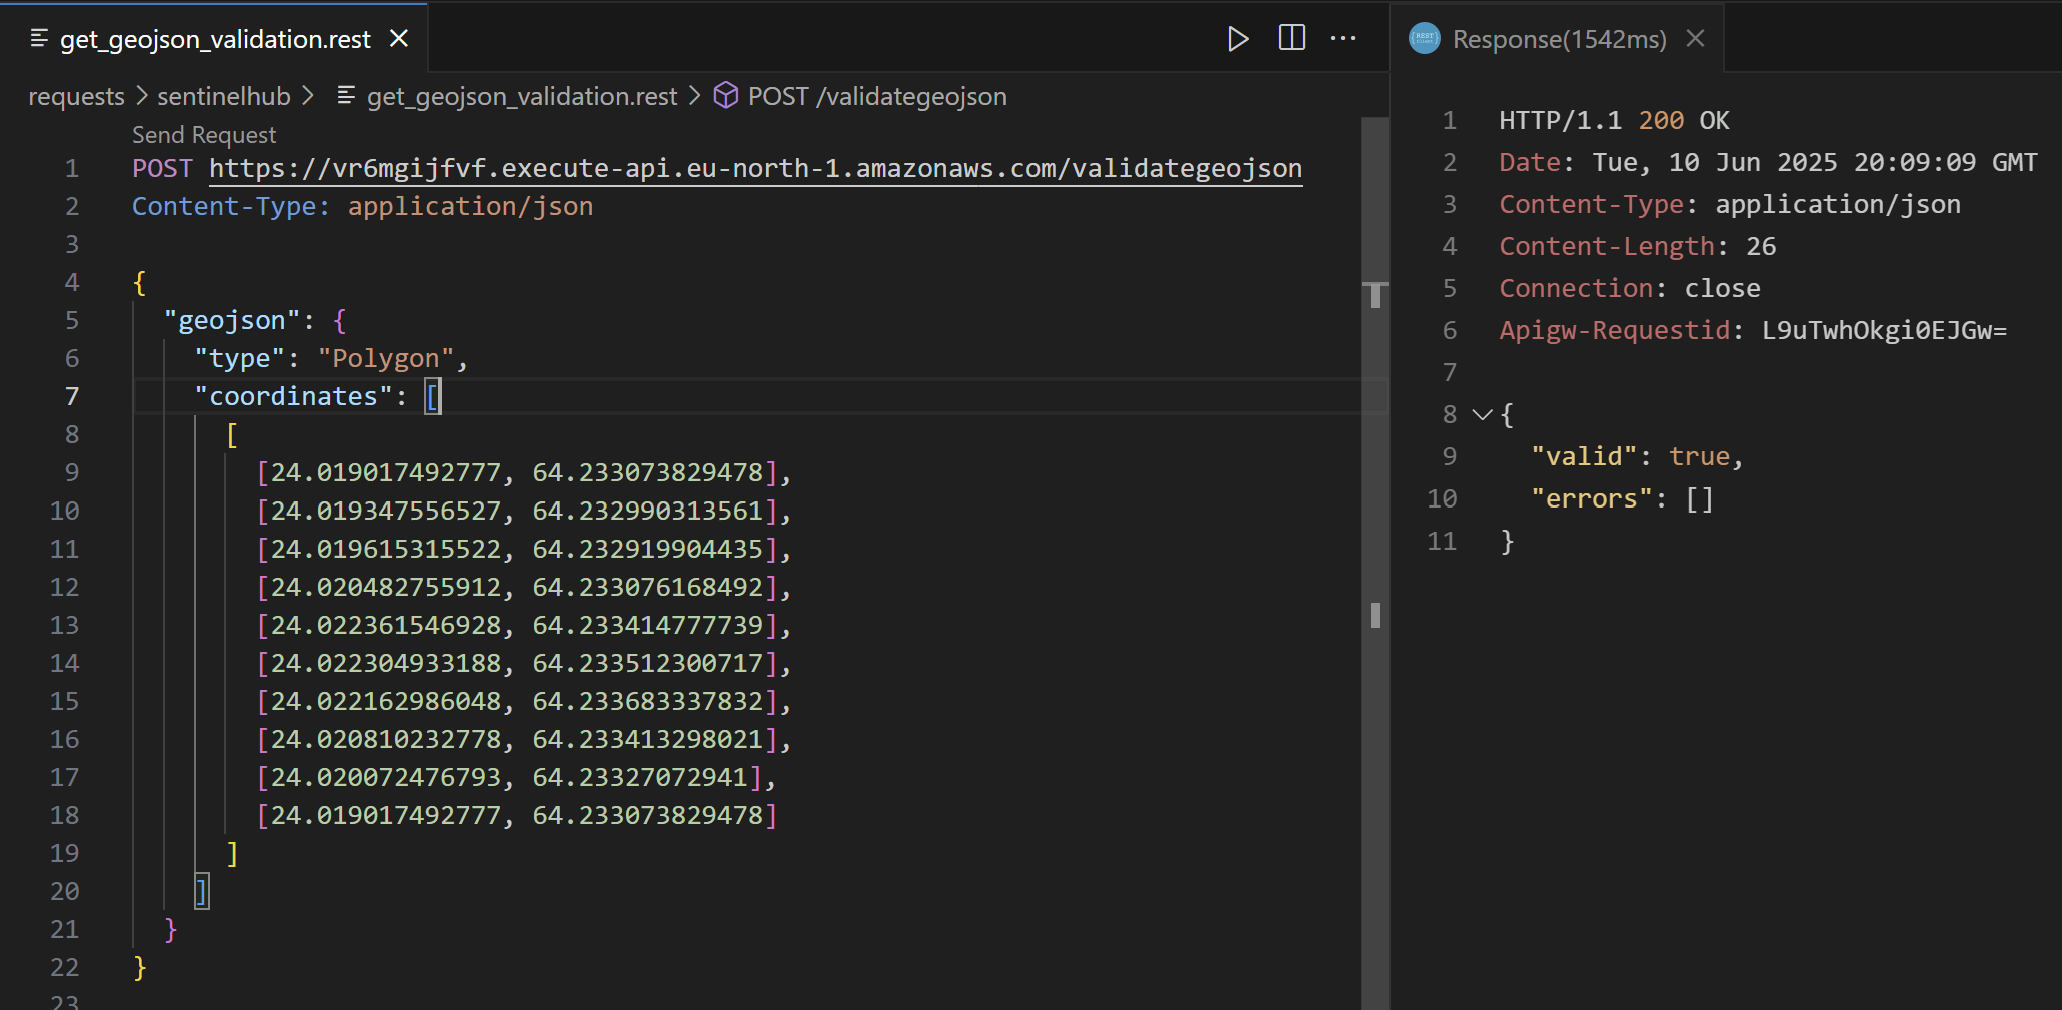 get_geojson_validation.rest
requests > sentinelhub > get_geojson_validation.rest > POST /validategeojson
Send Request
1 POST https://vr6mgijfvf.execute-api.eu-north-1.amazonaws.com/validategeojson
2 Content-Type: application/json
3
4 {
5 "geojson": {
6 "type": "Polygon",
7 "coordinates": [
8 [
9 [24.019017492777, 64.233073829478],
10 [24.019347556527, 64.232990313561],
11 [24.019615315522, 64.232919904435],
12 [24.020482755912, 64.233076168492],
13 [24.022361546928, 64.233414777739],
14 [24.022304933188, 64.233512300717],
15 [24.022162986048, 64.233683337832],
16 [24.020810232778, 64.233413298021],
17 [24.020072476793, 64.23327072941],
18 [24.019017492777, 64.233073829478]
19 ]
20 ]
21 }
22 }
23
Response(1542ms)
1 HTTP/1.1 200 OK
2 Date: Tue, 10 Jun 2025 20:09:09 GMT
3 Content-Type: application/json
4 Content-Length: 26
5 Connection: close
6 Apigw-Requestid: L9uTwhOkgi0EJGw=
7
8 {
9 "valid": true,
10 "errors": []
11 }